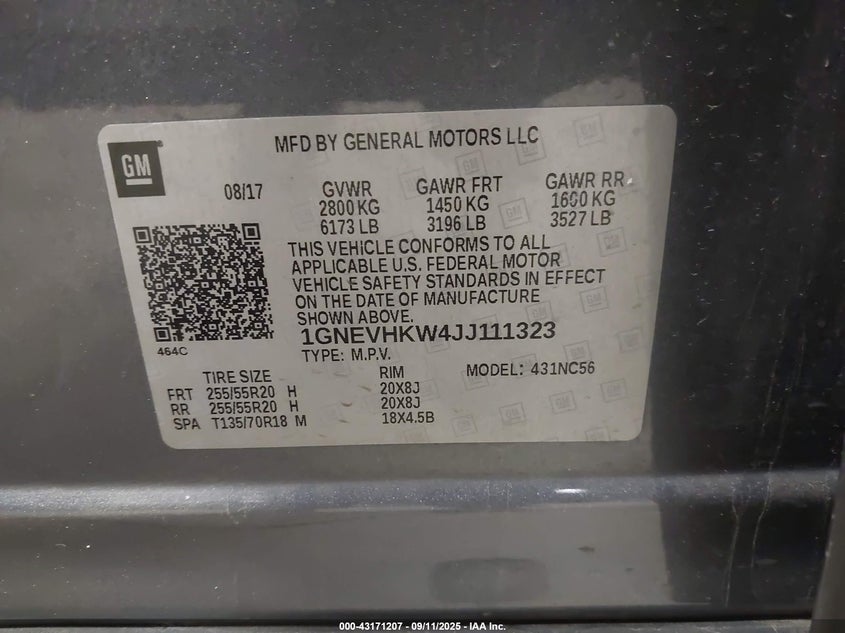 GM
MFD BY GENERAL MOTORS LLC
08/17 GVWR GAWR FRT GAWR RR
2800 KG 1450 KG 1600 KG
6173 LB 3196 LB 3527 LB
THIS VEHICLE CONFORMS TO ALL
APPLICABLE U.S. FEDERAL MOTOR
VEHICLE SAFETY STANDARDS IN EFFECT
ON THE DATE OF MANUFACTURE
SHOWN ABOVE.
464C
1GNEVHKW4JJ111323
TYPE: M.P.V.
TIRE SIZE RIM MODEL: 431NC56
FRT 255/55R20 H 20X8J
RR 255/55R20 H 20X8J
SPA T135/70R18 M 18X4.5B
000-43171207 - 09/11/2025 - IAA Inc.